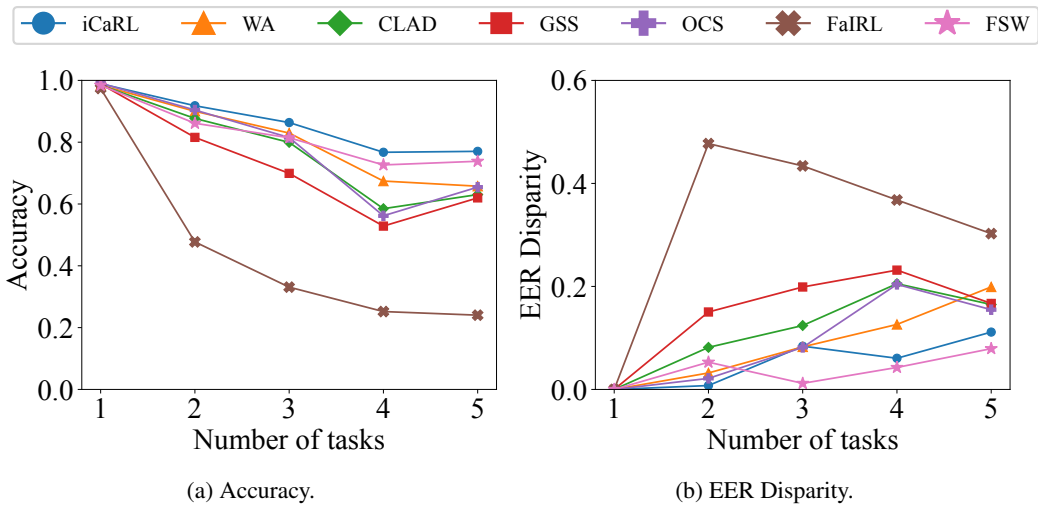 iCaRL WA CLAD GSS OCS FaIRL FSW
1.0
0.8
0.6
0.4
0.2
0.0
Accuracy
1 2 3 4 5
Number of tasks
(a) Accuracy.
0.6
0.4
0.2
0.0
EER Disparity
1 2 3 4 5
Number of tasks
(b) EER Disparity.